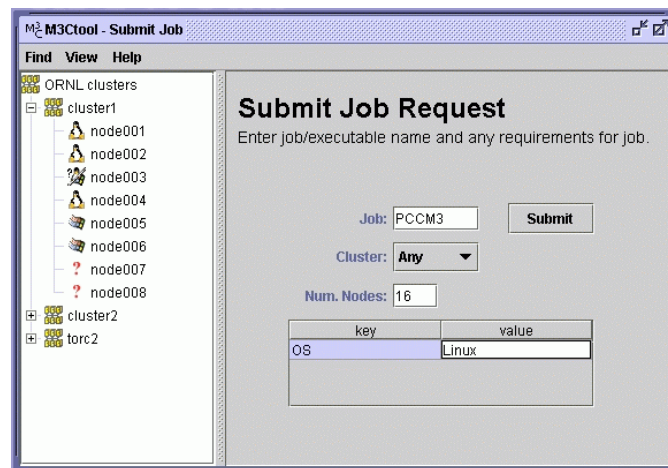 M3C M3Ctool - Submit Job
Find View Help
ORNL clusters
cluster1
node001
node002
node003
node004
node005
node006
node007
node008
cluster2
torc2
Submit Job Request
Enter job/executable name and any requirements for job.
Job: PCCM3 Submit
Cluster: Any
Num. Nodes: 16
key value
OS Linux